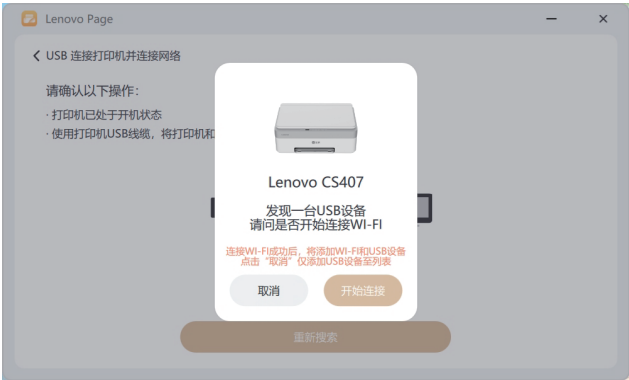 Lenovo Page
USB 连接打印机并连接网络
请确认以下操作：
· 打印机已处于开机状态
· 使用打印机USB线缆，将打印机和
Lenovo CS407
发现一台USB设备
请问是否开始连接WI-FI
连接WI-FI成功后，将添加WI-FI和USB设备
点击“取消”仅添加USB设备至列表
取消
开始连接
重新搜索